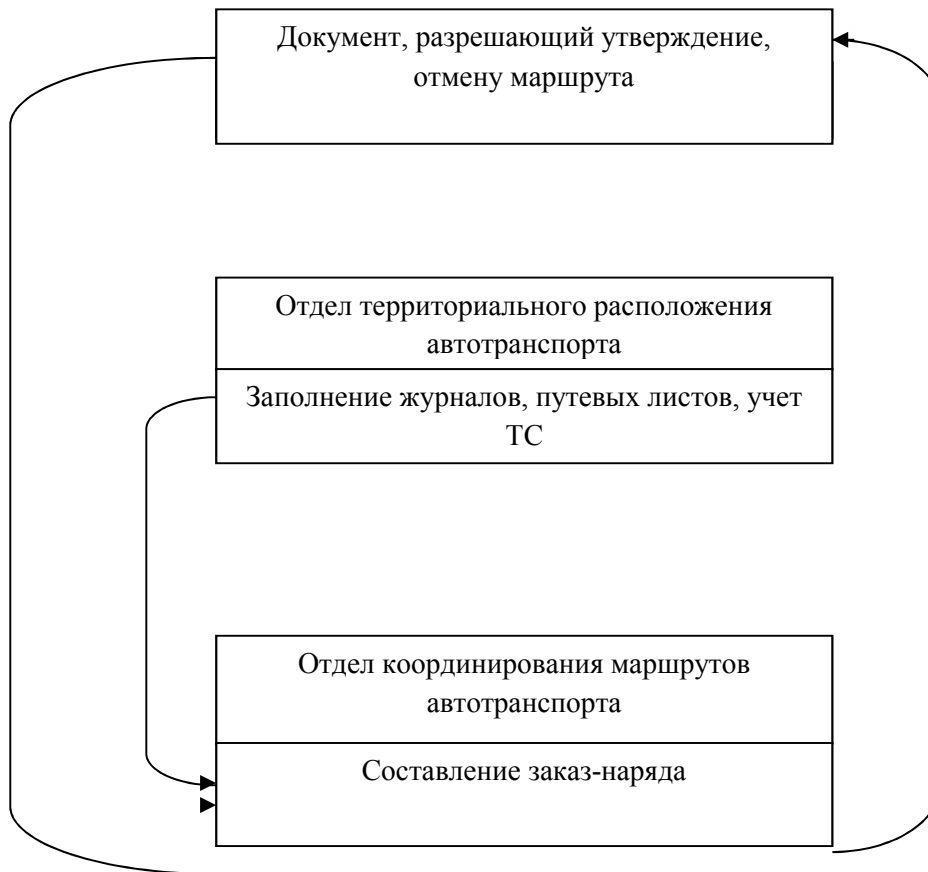 Документ, разрешающий утверждение,
отмену маршрута
Отдел территориального расположения
автотранспорта
Заполнение журналов, путевых листов, учет
ТС
Отдел координирования маршрутов
автотранспорта
Составление заказ-наряда